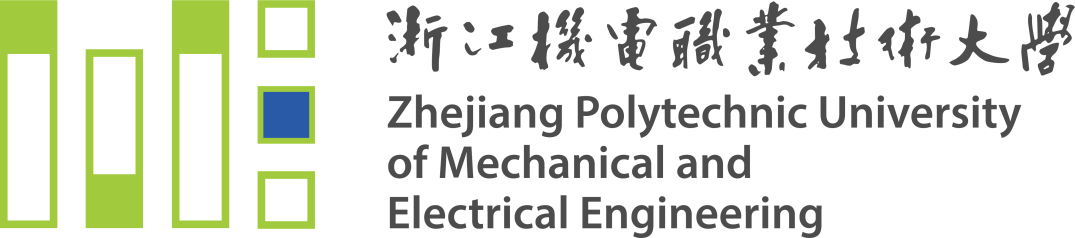 浙江機電職業技術大學
Zhejiang Polytechnic University
of Mechanical and
Electrical Engineering